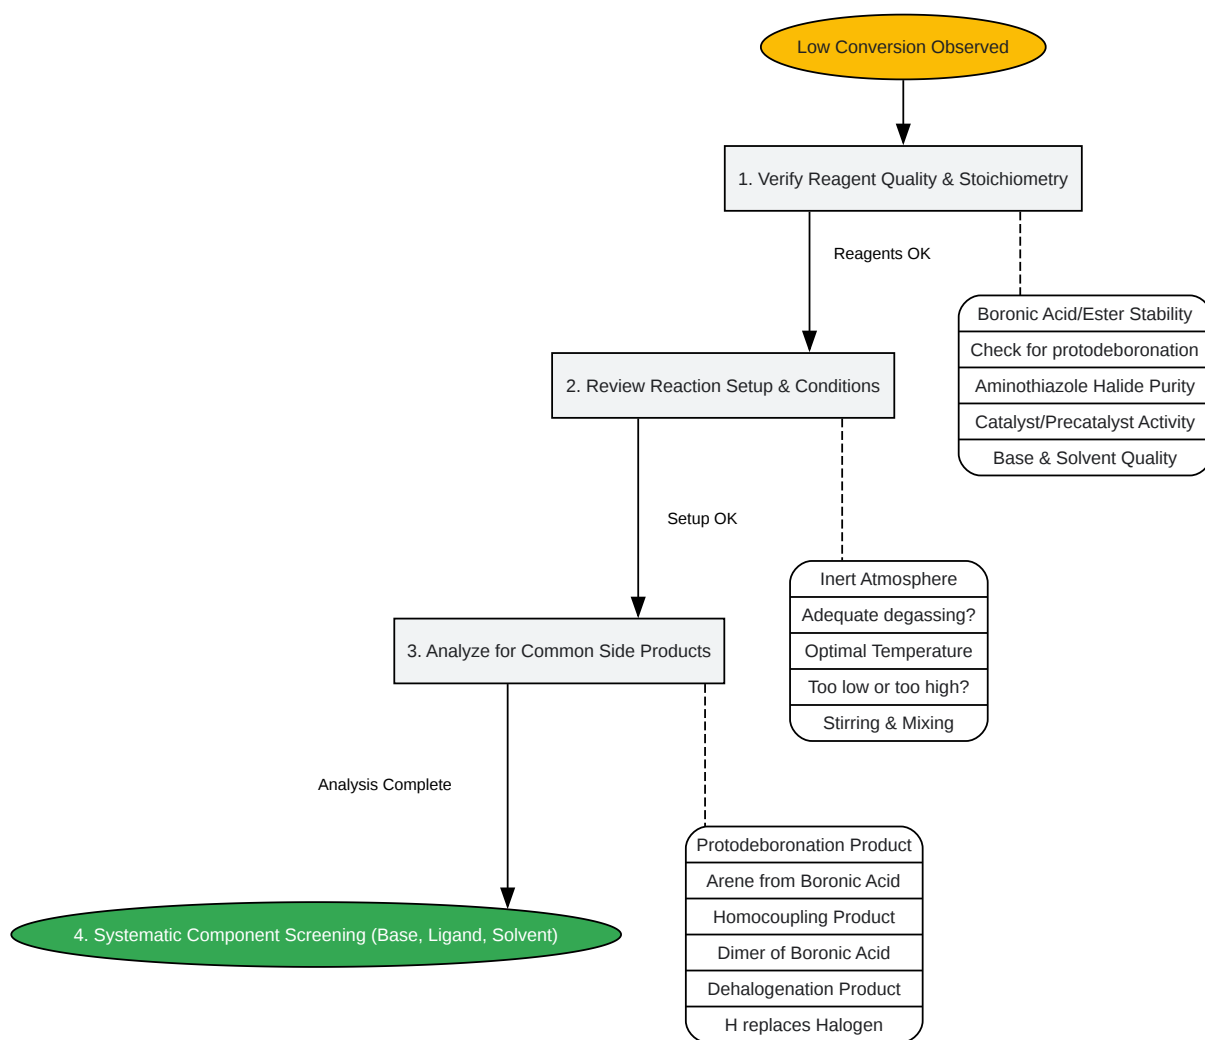 Low Conversion Observed
1. Verify Reagent Quality & Stoichiometry
Reagents OK
Boronic Acid/Ester Stability
Check for protodeboronation
Aminothiazole Halide Purity
Catalyst/Precatalyst Activity
Base & Solvent Quality
2. Review Reaction Setup & Conditions
Setup OK
Inert Atmosphere
Adequate degassing?
Optimal Temperature
Too low or too high?
Stirring & Mixing
3. Analyze for Common Side Products
Analysis Complete
Protodeboronation Product
Arene from Boronic Acid
Homocoupling Product
Dimer of Boronic Acid
Dehalogenation Product
H replaces Halogen
4. Systematic Component Screening (Base, Ligand, Solvent)